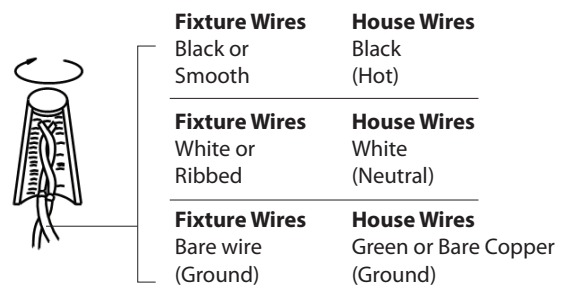 Fixture Wires House Wires
Black or Black
Smooth (Hot)
Fixture Wires House Wires
White or White
Ribbed (Neutral)
Fixture Wires House Wires
Bare wire Green or Bare Copper
(Ground) (Ground)